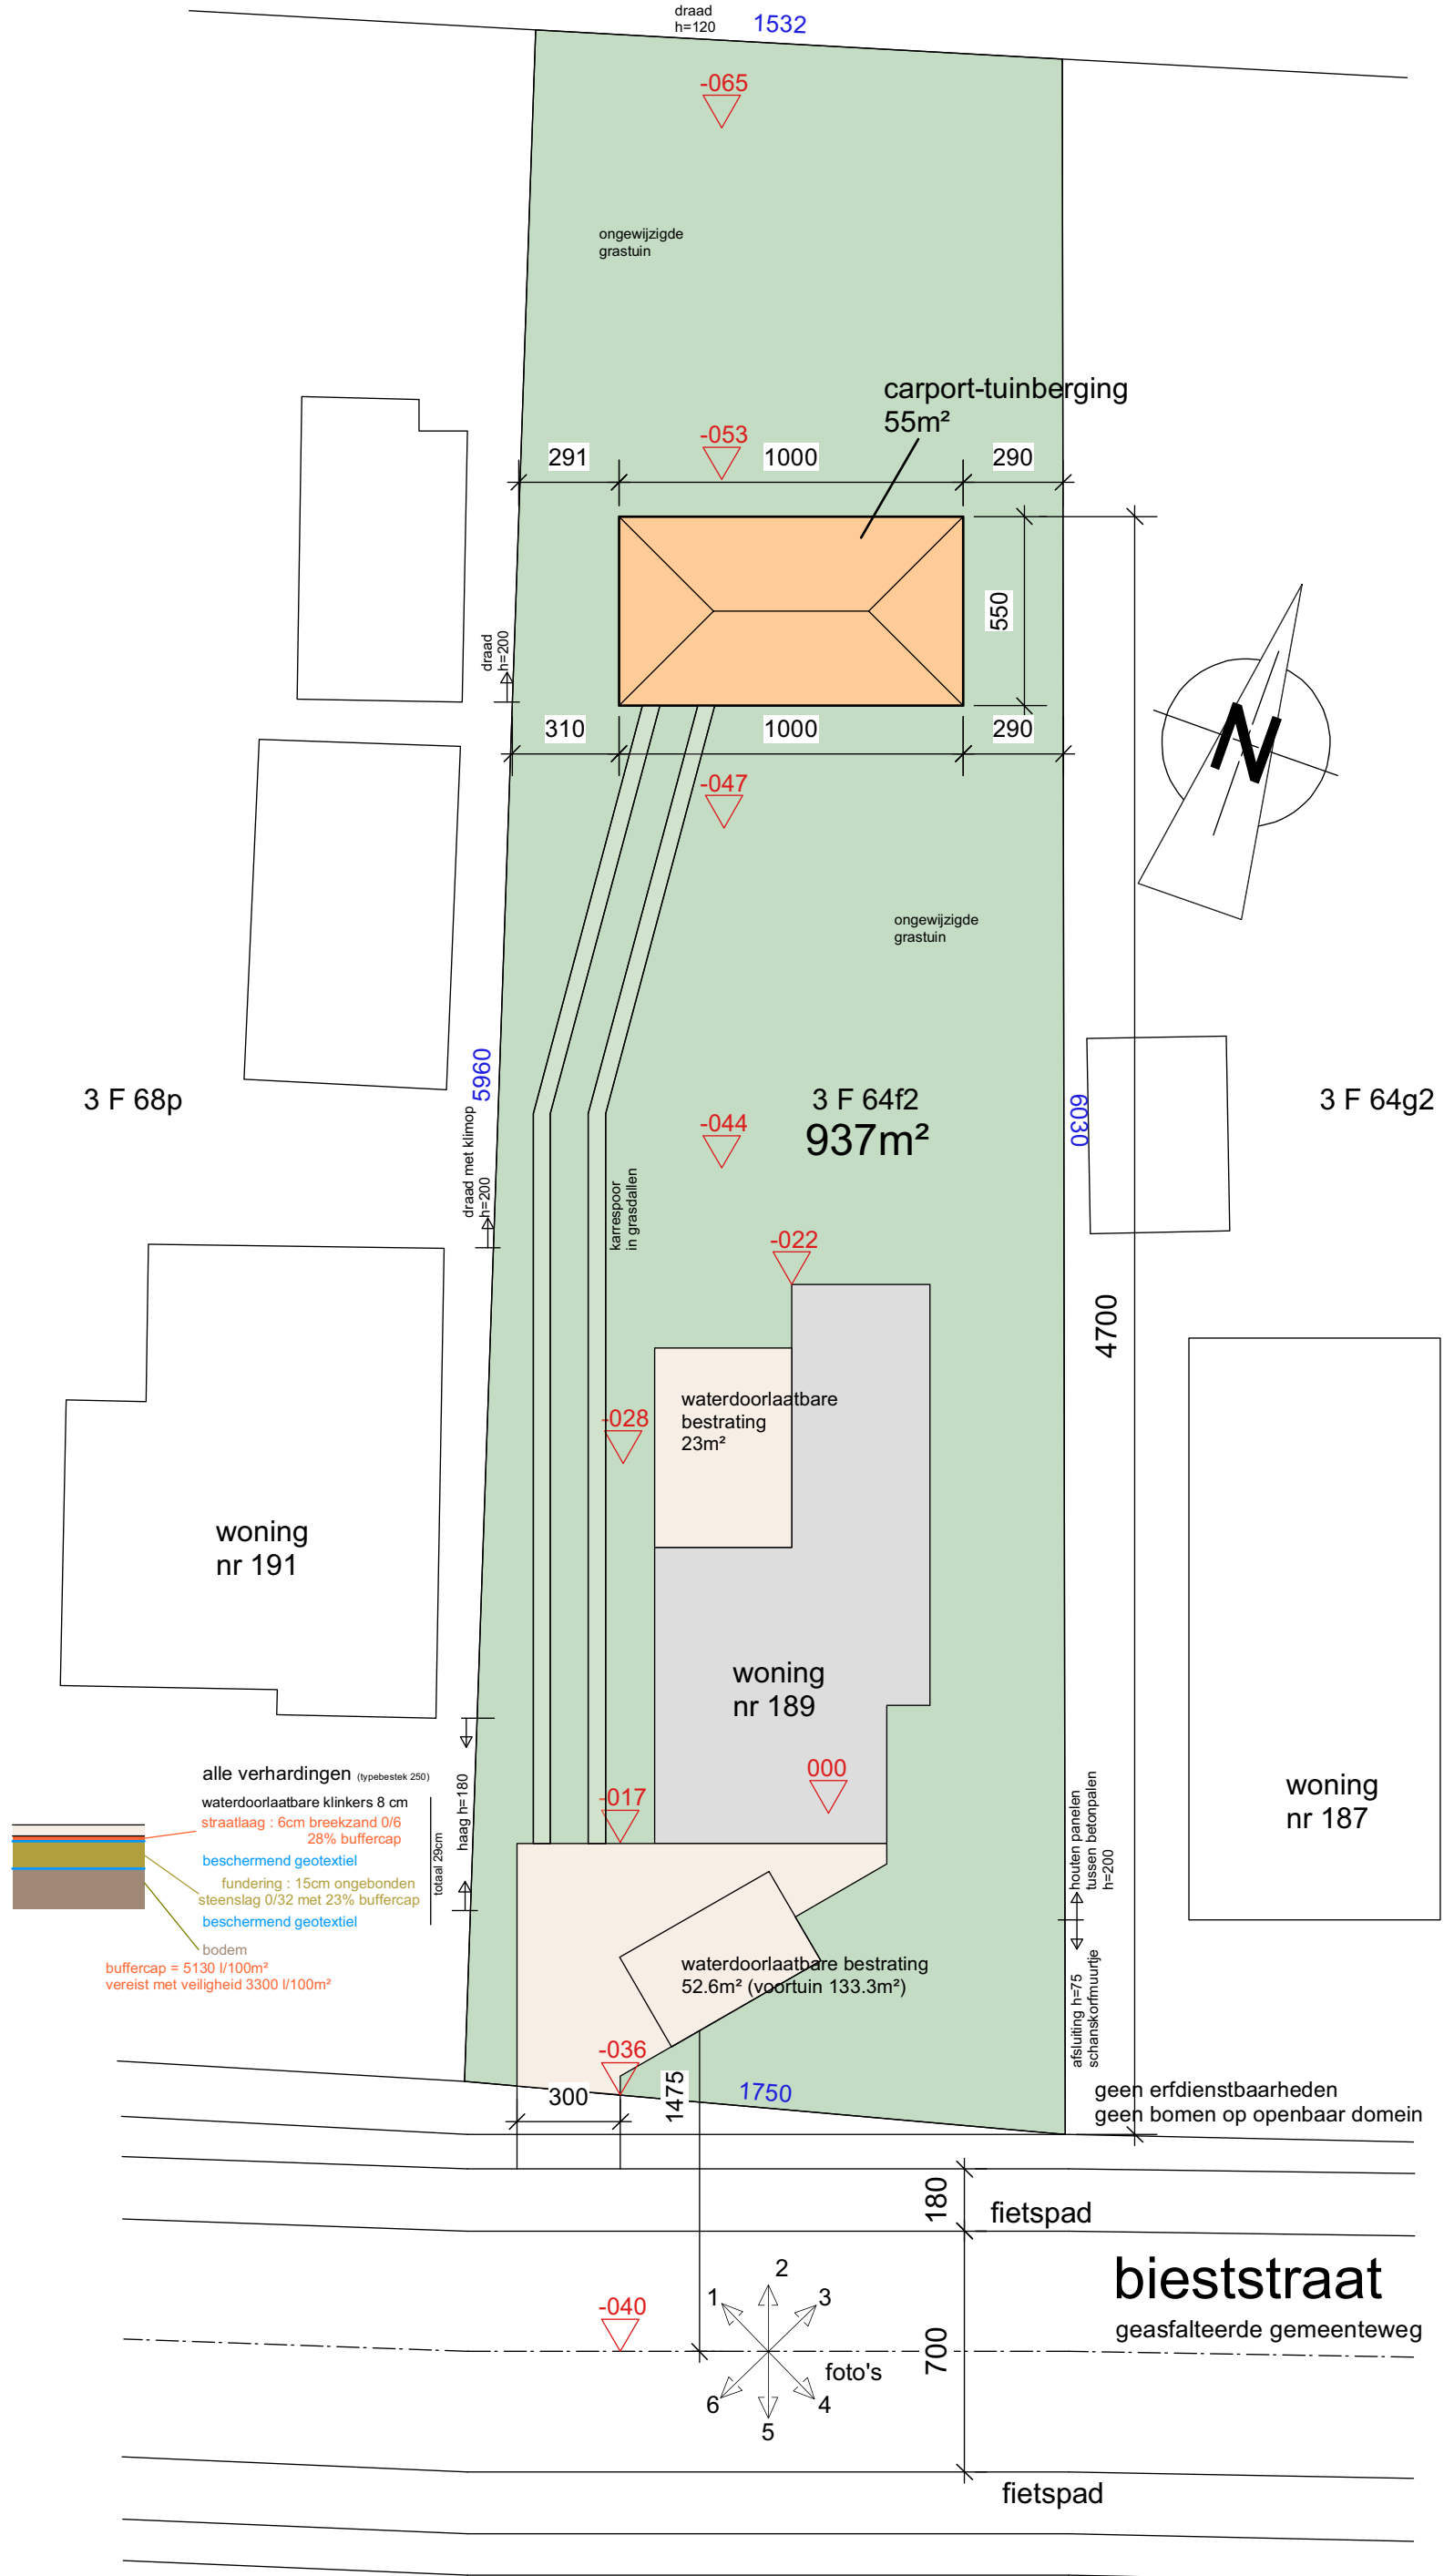 draad
h=120
1532
-065
ongewijzigde
grastuin
carport-tuinberging
55m²
-053
291
1000
290
550
draad
h=200
310
1000
290
N
-047
ongewijzigde
grastuin
5960
3 F 68p
3 F 64f2
937m²
6030
3 F 64g2
-044
draad met klimop
h=200
karrespoor
in grasdallen
-022
4700
waterdoorlaatbare
bestrating
23m²
-028
woning
nr 191
woning
nr 189
000
-017
woning
nr 187
alle verhardingen (typebestek 250)
waterdoorlaatbare klinkers 8 cm
straatlaag : 6cm breekzand 0/6
28% buffercap
beschermend geotextiel
fundering : 15cm ongebonden
steenslag 0/32 met 23% buffercap
beschermend geotextiel
bodem
buffercap = 5130 l/100m²
vereist met veiligheid 3300 l/100m²
totaal 29cm
haag h=180
houten panelen
tussen betonpalen
h=200
waterdoorlaatbare bestrating
52.6m² (voortuin 133.3m²)
afsluiting h=75
schanskorfmuurtje
-036
300
1475
1750
geen erfdienstbaarheden
geen bomen op openbaar domein
180
fietspad
bieststraat
geasfalteerde gemeenteweg
-040
1
2
3
foto's
700
6
5
4
fietspad